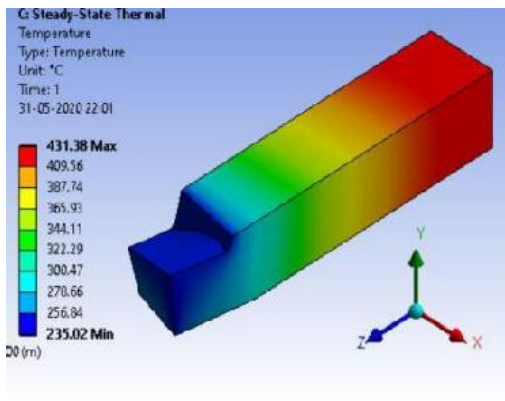 C: Steady-State Thermal
Temperature
Type: Temperature
Unit: °C
Time: 1
31-05-2020 22:01
431.38 Max
409.56
387.74
365.93
344.11
322.29
300.47
278.66
256.84
235.02 Min
00 (m)
Y
Z
X